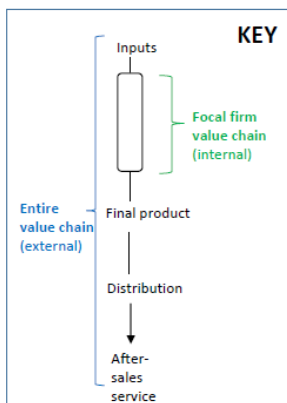 KEY
Inputs
Focal firm
value chain
(internal)
Entire
value chain
(external)
Final product
Distribution
After-
sales
service